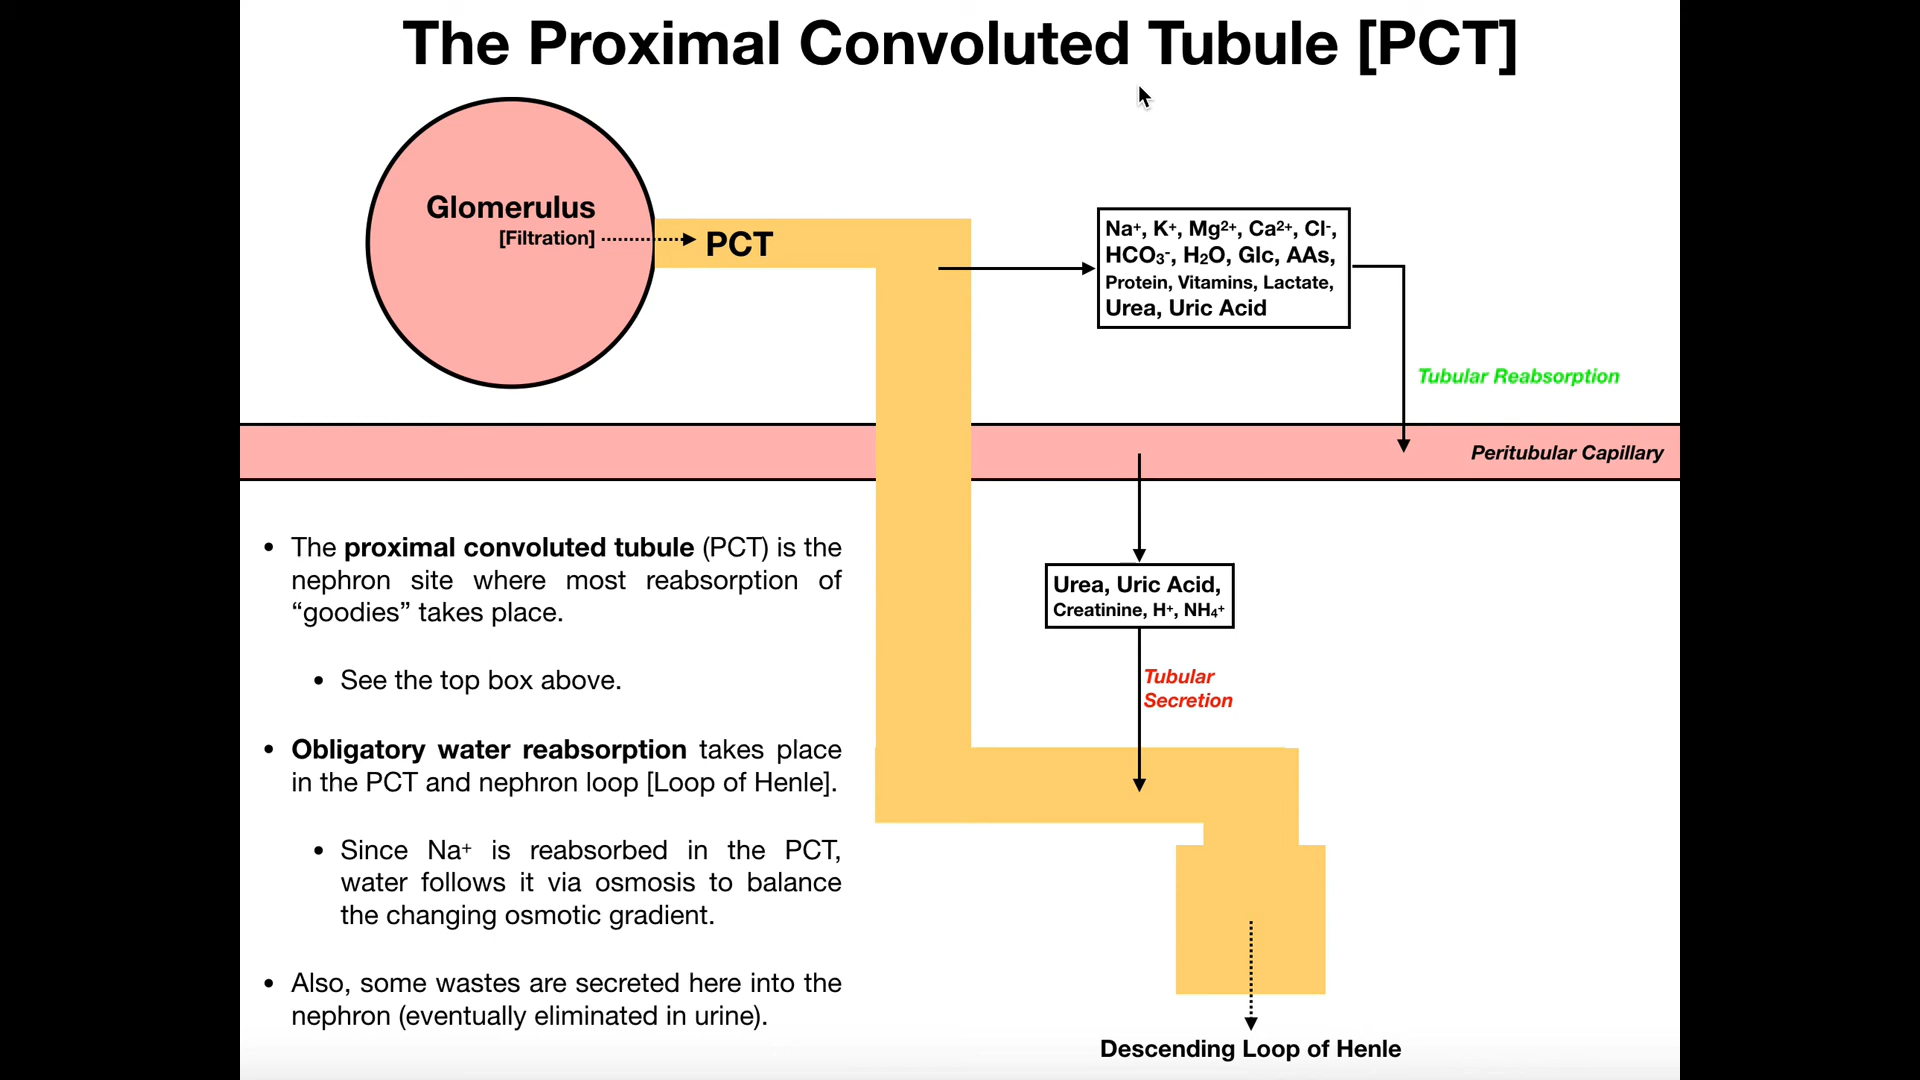 The Proximal Convoluted Tubule [PCT]
Glomerulus
[Filtration]
PCT
Na⁺, K⁺, Mg²⁺, Ca²⁺, Cl⁻,
HCO₃⁻, H₂O, Glc, AAs,
Protein, Vitamins, Lactate,
Urea, Uric Acid
Tubular Reabsorption
Peritubular Capillary
• The proximal convoluted tubule (PCT) is the
nephron site where most reabsorption of
“goodies” takes place.
• See the top box above.
• Obligatory water reabsorption takes place
in the PCT and nephron loop [Loop of Henle].
• Since Na⁺ is reabsorbed in the PCT,
water follows it via osmosis to balance
the changing osmotic gradient.
• Also, some wastes are secreted here into the
nephron (eventually eliminated in urine).
Urea, Uric Acid,
Creatinine, H⁺, NH₄⁺
Tubular
Secretion
Descending Loop of Henle